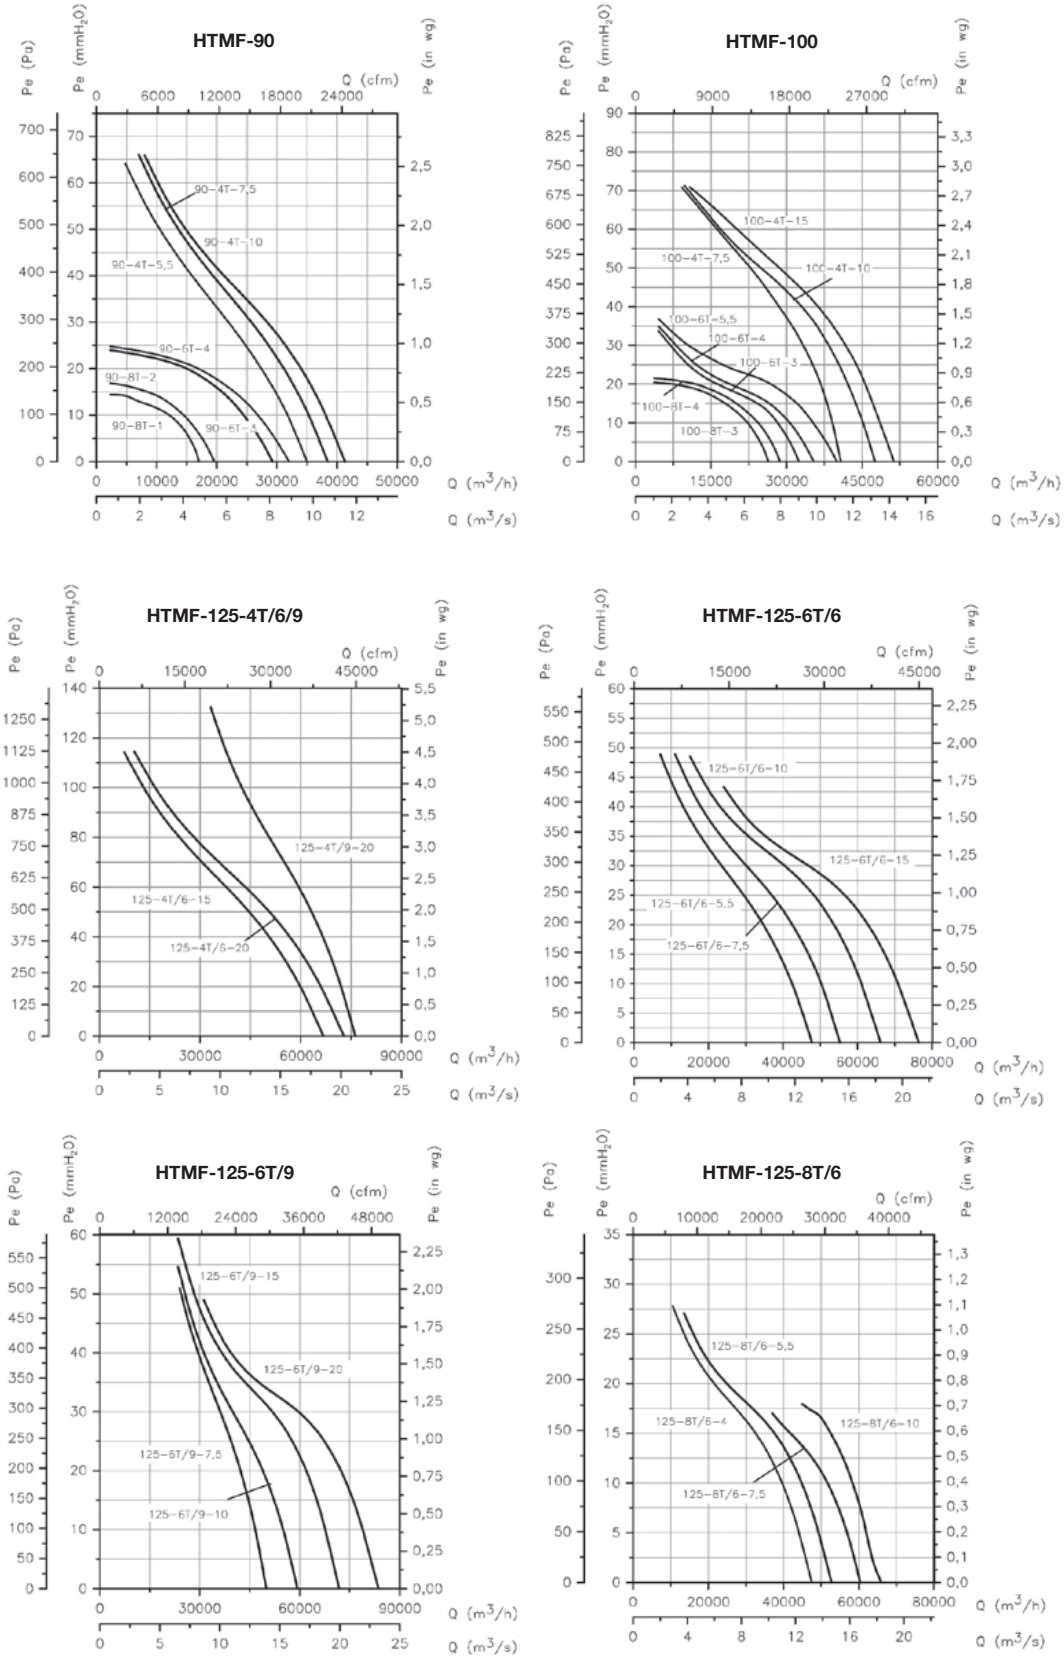 HTMF-90
Pe (Pa)
Pe (mmH2O)
Q (cfm)
Pe (in wg)
0 6000 12000 18000 24000
700 600 500 400 300 200 100 0
70 60 50 40 30 20 10 0
2,5 2,0 1,5 1,0 0,5 0,0
90-4T-7,5
90-4T-10
90-4T-5,5
90-6T-4
90-8T-2
90-8T-1
90-6T-3
0 10000 20000 30000 40000 50000
Q (m3/h)
0 2 4 6 8 10 12
Q (m3/s)
HTMF-100
Pe (Pa)
Pe (mmH2O)
Q (cfm)
Pe (in wg)
0 9000 18000 27000
825 750 675 600 525 450 375 300 225 150 75 0
90 80 70 60 50 40 30 20 10 0
3,3 3,0 2,7 2,4 2,1 1,8 1,5 1,2 0,9 0,6 0,3 0,0
100-4T-15
100-4T-7,5
100-4T-10
100-6T-5,5
100-6T-4
100-6T-3
100-8T-4
100-8T-3
0 15000 30000 45000 60000
Q (m3/h)
0 2 4 6 8 10 12 14 16
Q (m3/s)
HTMF-125-4T/6/9
Pe (Pa)
Pe (mmH2O)
Q (cfm)
Pe (in wg)
0 15000 30000 45000
1250 1125 1000 875 750 625 500 375 250 125 0
140 120 100 80 60 40 20 0
5,5 5,0 4,5 4,0 3,5 3,0 2,5 2,0 1,5 1,0 0,5 0,0
125-4T/9-20
125-4T/6-15
125-4T/6-20
0 30000 60000 90000
Q (m3/h)
0 5 10 15 20 25
Q (m3/s)
HTMF-125-6T/6
Pe (Pa)
Pe (mmH2O)
Q (cfm)
Pe (in wg)
0 15000 30000 45000
550 500 450 400 350 300 250 200 150 100 50 0
60 55 50 45 40 35 30 25 20 15 10 5 0
2,25 2,00 1,75 1,50 1,25 1,00 0,75 0,50 0,25 0,00
125-6T/6-10
125-6T/6-15
125-6T/6-5,5
125-6T/6-7,5
0 20000 40000 60000 80000
Q (m3/h)
0 4 8 12 16 20
Q (m3/s)
HTMF-125-6T/9
Pe (Pa)
Pe (mmH2O)
Q (cfm)
Pe (in wg)
0 12000 24000 36000 48000
550 500 450 400 350 300 250 200 150 100 50 0
60 50 40 30 20 10 0
2,25 2,00 1,75 1,50 1,25 1,00 0,75 0,50 0,25 0,00
125-6T/9-15
125-6T/9-20
125-6T/9-7,5
125-6T/9-10
0 30000 60000 90000
Q (m3/h)
0 5 10 15 20 25
Q (m3/s)
HTMF-125-8T/6
Pe (Pa)
Pe (mmH2O)
Q (cfm)
Pe (in wg)
0 10000 20000 30000 40000
300 250 200 150 100 50 0
35 30 25 20 15 10 5 0
1,3 1,2 1,1 1,0 0,9 0,8 0,7 0,6 0,5 0,4 0,3 0,2 0,1 0,0
125-8T/6-5,5
125-8T/6-4
125-8T/6-10
125-8T/6-7,5
0 20000 40000 60000 80000
Q (m3/h)
0 4 8 12 16 20
Q (m3/s)